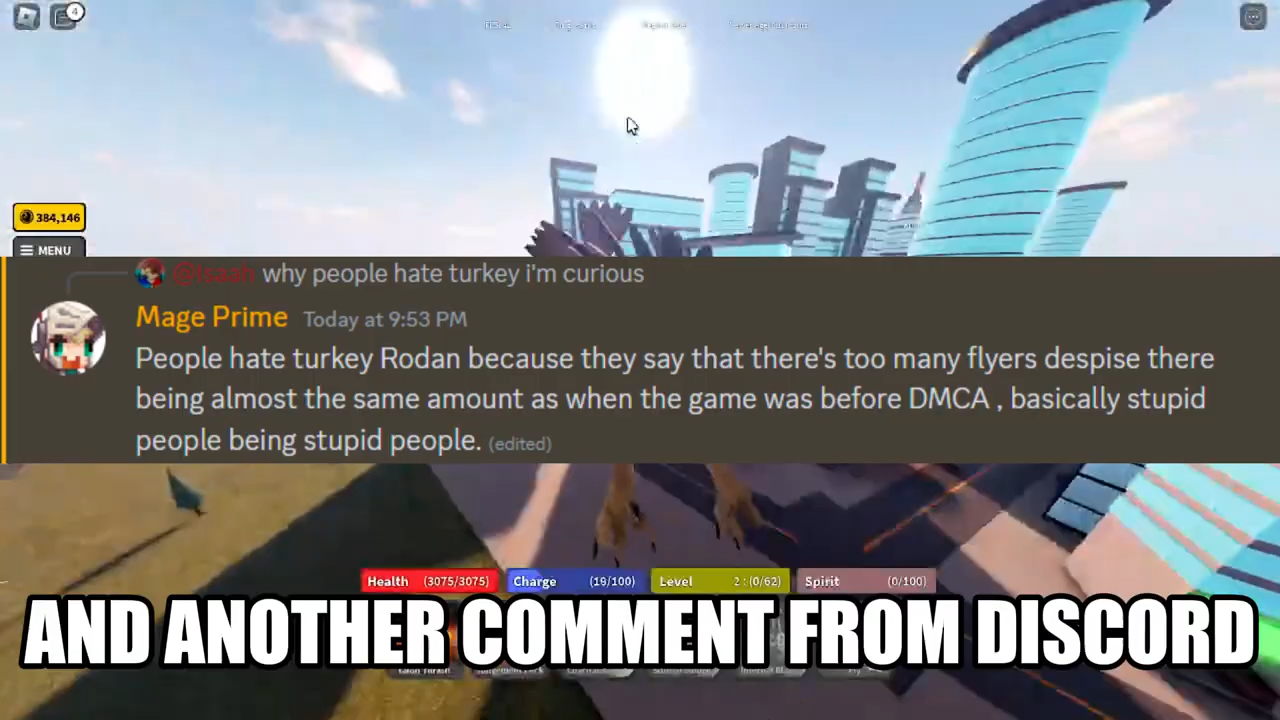 4
384,146
MENU
@Isaah why people hate turkey i'm curious
Mage Prime Today at 9:53 PM
People hate turkey Rodan because they say that there's too many flyers despise there
being almost the same amount as when the game was before DMCA , basically stupid
people being stupid people. (edited)
Health (3075/3075) Charge (19/100) Level 2 : (0/62) Spirit (0/100)
AND ANOTHER COMMENT FROM DISCORD